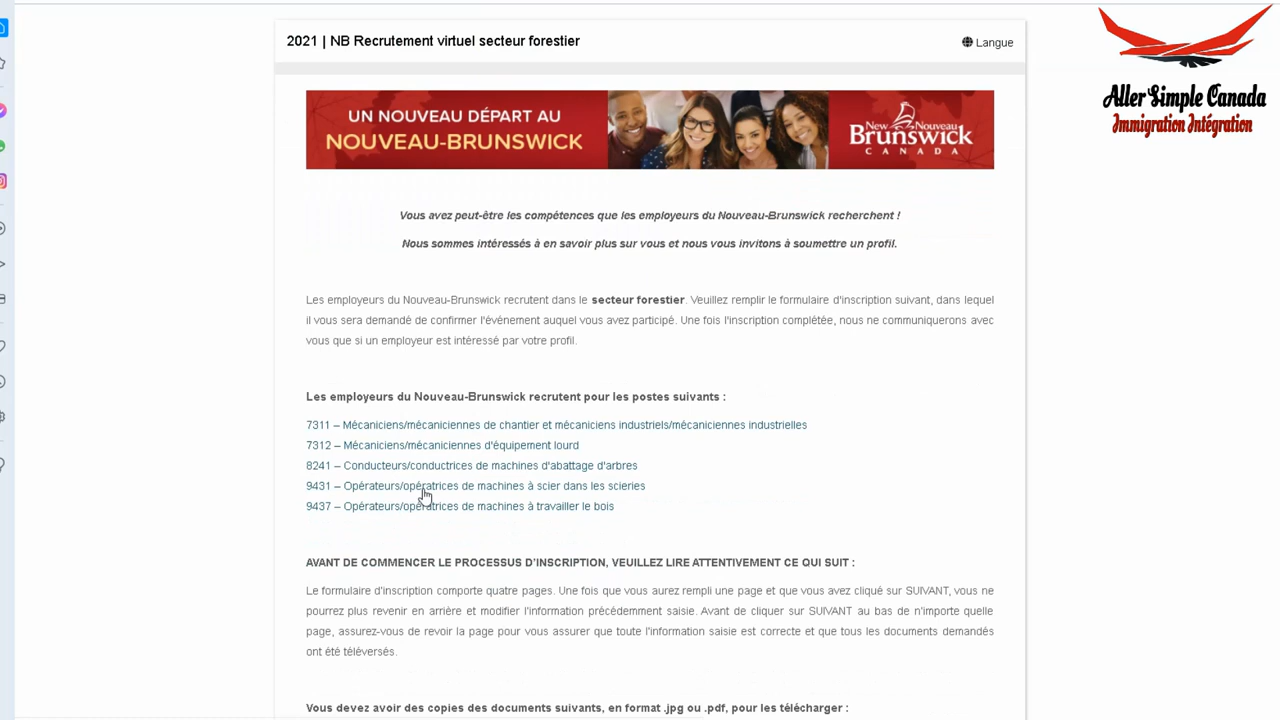 2021 | NB Recrutement virtuel secteur forestier
Langue
Aller Simple Canada
Immigration Intégration
UN NOUVEAU DÉPART AU
NOUVEAU-BRUNSWICK
New Nouveau
Brunswick
CANADA
Vous avez peut-être les compétences que les employeurs du Nouveau-Brunswick recherchent !
Nous sommes intéressés à en savoir plus sur vous et nous vous invitons à soumettre un profil.
Les employeurs du Nouveau-Brunswick recrutent dans le secteur forestier. Veuillez remplir le formulaire d'inscription suivant, dans lequel
il vous sera demandé de confirmer l'événement auquel vous avez participé. Une fois l'inscription complétée, nous ne communiquerons avec
vous que si un employeur est intéressé par votre profil.
Les employeurs du Nouveau-Brunswick recrutent pour les postes suivants :
7311 – Mécaniciens/mécaniciennes de chantier et mécaniciens industriels/mécaniciennes industrielles
7312 – Mécaniciens/mécaniciennes d'équipement lourd
8241 – Conducteurs/conductrices de machines d'abattage d'arbres
9431 – Opérateurs/opératrices de machines à scier dans les scieries
9437 – Opérateurs/opératrices de machines à travailler le bois
AVANT DE COMMENCER LE PROCESSUS D'INSCRIPTION, VEUILLEZ LIRE ATTENTIVEMENT CE QUI SUIT :
Le formulaire d'inscription comporte quatre pages. Une fois que vous aurez rempli une page et que vous avez cliqué sur SUIVANT, vous ne
pourrez plus revenir en arrière et modifier l'information précédemment saisie. Avant de cliquer sur SUIVANT au bas de n'importe quelle
page, assurez-vous de revoir la page pour vous assurer que toute l'information saisie est correcte et que tous les documents demandés
ont été téléversés.
Vous devez avoir des copies des documents suivants, en format .jpg ou .pdf, pour les télécharger :